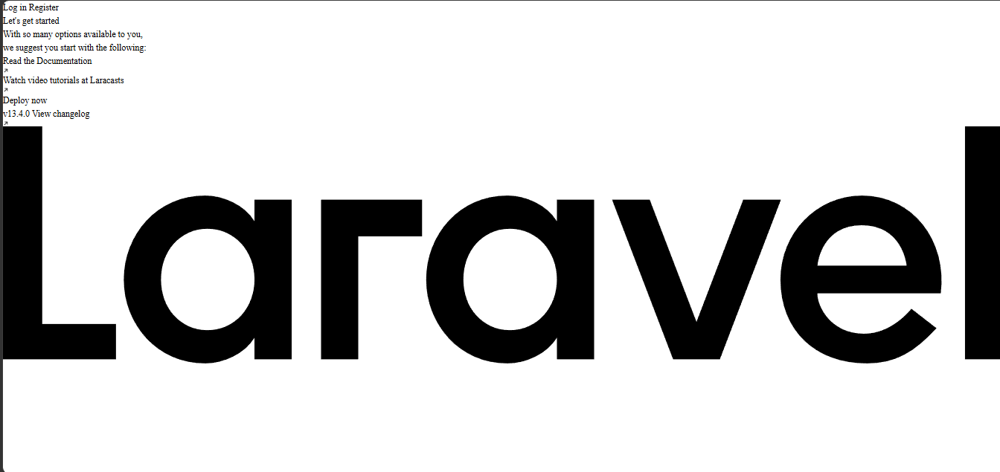 Log in Register
Let's get started
With so many options available to you,
we suggest you start with the following:
Read the Documentation
Watch video tutorials at Laracasts
Deploy now
v13.4.0 View changelog
Laravel